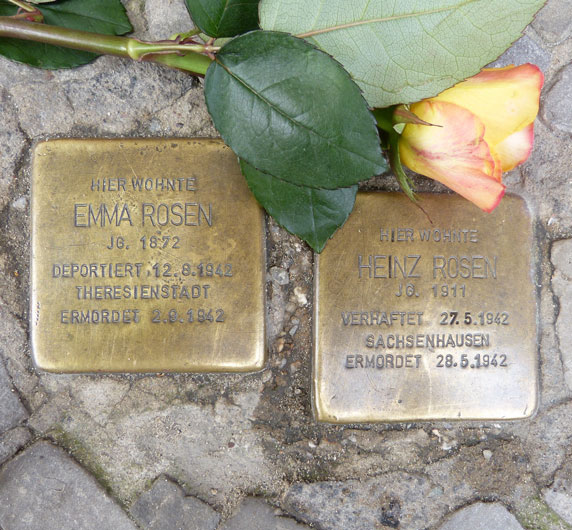 HIER WOHNTE
EMMA ROSEN
JG. 1872
DEPORTIERT 12.8.1942
THERESIENSTADT
ERMORDET 2.9.1942
HIER WOHNTE
HEINZ ROSEN
JG. 1911
VERHAFTET 27.5.1942
SACHSENHAUSEN
ERMORDET 28.5.1942